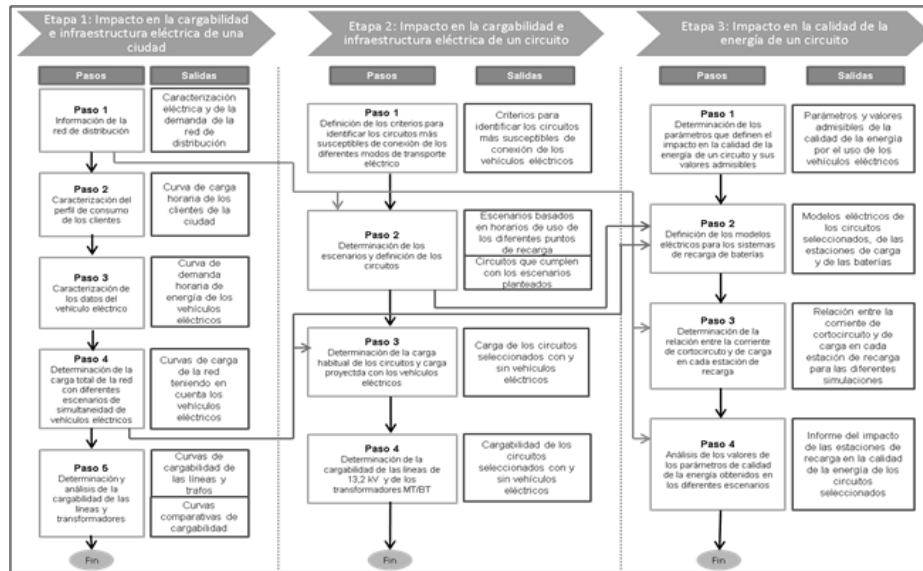 Etapa 1: Impacto en la cargabilidad
e infraestructura eléctrica de una
ciudad
Pasos
Salidas
Paso 1
Información de la
red de distribución
Caracterización
eléctrica y de la
demanda de la
red de
distribución
Paso 2
Caracterización del
perfil de consumo
de los clientes
Curva de carga
horaria de los
clientes de la
ciudad
Paso 3
Caracterización de
los datos del
vehículo eléctrico
Curva de
demanda
horaria de
energía de los
vehículos
eléctricos
Paso 4
Determinación de la
carga total de la red
con diferentes
escenarios de
simultaneidad de
vehículos eléctricos
Curvas de carga
de la red
teniendo en
cuenta los
vehículos
eléctricos
Paso 5
Determinación y
análisis de la
cargabilidad de las
líneas y
transformadores
Curvas de
cargabilidad de
las líneas y trafos
Curvas
comparativas de
cargabilidad
Fin
Etapa 2: Impacto en la cargabilidad e
infraestructura eléctrica de un circuito
Pasos
Salidas
Paso 1
Definición de los criterios para
identificar los circuitos más
susceptibles de conexión de los
diferentes modos de transporte
eléctrico
Criterios para
identificar los
circuitos más
susceptibles de
conexión de los
vehículos eléctricos
Paso 2
Determinación de los
escenarios y definición de los
circuitos
Escenarios basados
en horarios de uso de
los diferentes puntos
de recarga
Circuitos que cumplen
con los escenarios
planteados
Paso 3
Determinación de la carga
habitual de los circuitos y carga
proyectda con los vehículos
eléctricos
Carga de los circuitos
seleccionados con y
sin vehículos
eléctricos
Paso 4
Determinación de la
cargabilidad de las líneas de
13,2 kV y de los
transformadores MT/BT
Cargabilidad de los
circuitos
seleccionados con y
sin vehículos
eléctricos
Fin
Etapa 3: Impacto en la calidad de la
energía de un circuito
Pasos
Salidas
Paso 1
Determinación de los
parámetros que definen el
impacto en la calidad de la
energía de un circuito y sus
valores admisibles
Parámetros y valores
admisibles de la
calidad de la energía
por el uso de los
vehículos eléctricos
Paso 2
Definición de los modelos
eléctricos para los sistemas
de recarga de baterías
Modelos eléctricos
de los circuitos
seleccionados, de las
estaciones de carga
y de las baterías
Paso 3
Determinación de la
relación entre la corriente
de cortocircuito y de carga
en cada estación de
recarga
Relación entre la
corriente de
cortocircuito y de
carga en cada
estación de recarga
para las diferentes
simulaciones
Paso 4
Análisis de los valores de
los parámetros de calidad
de la energía obtenidos en
los diferentes escenarios
Informe del impacto
de las estaciones de
recarga en la calidad
de la energía de los
circuitos
seleccionados
Fin